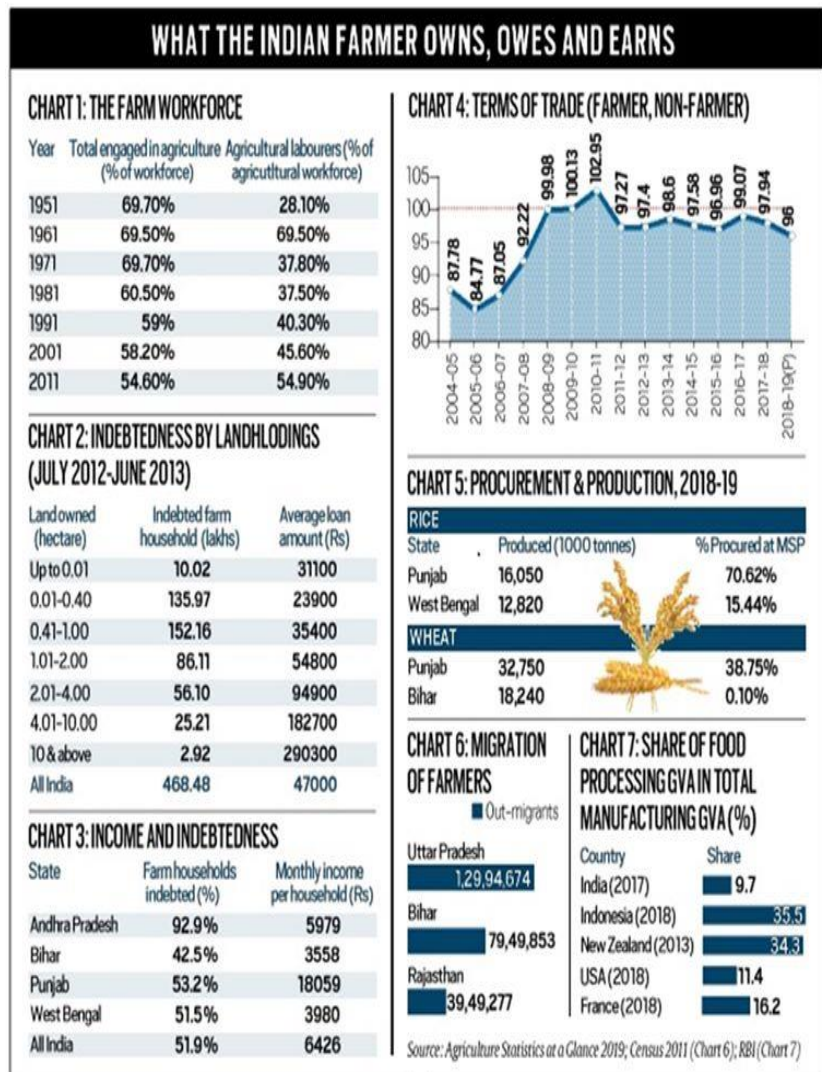 WHAT THE INDIAN FARMER OWNS, OWES AND EARNS
CHART 1: THE FARM WORKFORCE
Year Total engaged in agriculture Agricultural labourers (% of
(% of workforce) agricutltural workforce)
1951 69.70% 28.10%
1961 69.50% 69.50%
1971 69.70% 37.80%
1981 60.50% 37.50%
1991 59% 40.30%
2001 58.20% 45.60%
2011 54.60% 54.90%
CHART 2: INDEBTEDNESS BY LANDHLODINGS
(JULY 2012-JUNE 2013)
Land owned Indebted farm Average loan
(hectare) household (lakhs) amount (Rs)
Up to 0.01 10.02 31100
0.01-0.40 135.97 23900
0.41-1.00 152.16 35400
1.01-2.00 86.11 54800
2.01-4.00 56.10 94900
4.01-10.00 25.21 182700
10 & above 2.92 290300
All India 468.48 47000
CHART 3: INCOME AND INDEBTEDNESS
State Farm households Monthly income
indebted (%) per household (Rs)
Andhra Pradesh 92.9% 5979
Bihar 42.5% 3558
Punjab 53.2% 18059
West Bengal 51.5% 3980
All India 51.9% 6426
CHART 4: TERMS OF TRADE (FARMER, NON-FARMER)
105
100
95
90
85
80
87.78 84.77 87.05 92.22 99.98 100.13 102.95 97.27 97.4 98.6 97.58 96.96 99.07 97.94 96
2004-05 2005-06 2006-07 2007-08 2008-09 2009-10 2010-11 2011-12 2012-13 2013-14 2014-15 2015-16 2016-17 2017-18 2018-19(P)
CHART 5: PROCUREMENT & PRODUCTION, 2018-19
RICE
State Produced (1000 tonnes) % Procured at MSP
Punjab 16,050 70.62%
West Bengal 12,820 15.44%
WHEAT
Punjab 32,750 38.75%
Bihar 18,240 0.10%
CHART 6: MIGRATION
OF FARMERS
Out-migrants
Uttar Pradesh
1,29,94,674
Bihar
79,49,853
Rajasthan
39,49,277
CHART 7: SHARE OF FOOD
PROCESSING GVA IN TOTAL
MANUFACTURING GVA (%)
Country Share
India (2017) 9.7
Indonesia (2018) 35.5
New Zealand (2013) 34.3
USA (2018) 11.4
France (2018) 16.2
Source: Agriculture Statistics at a Glance 2019; Census 2011 (Chart 6); RBI (Chart 7)